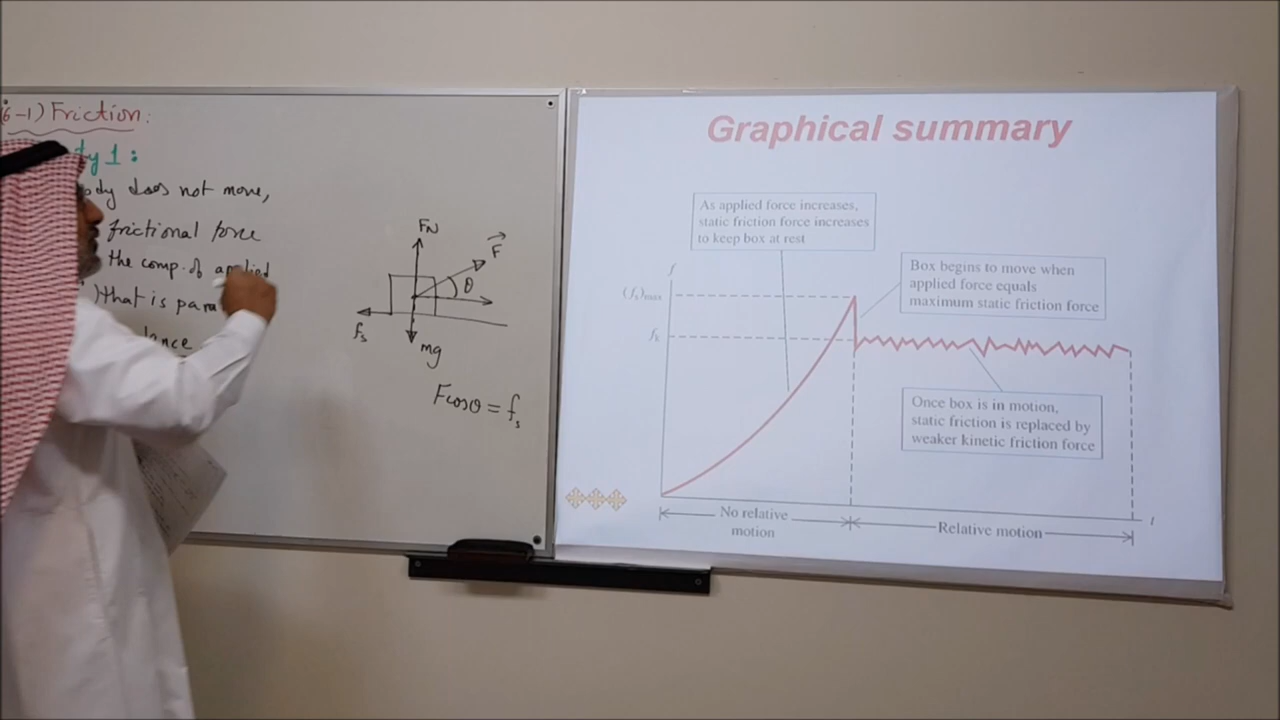 6-1) Friction:
1:
does not move,
frictional force
the comp. of applied
) that is
FN
F
θ
fs
mg
Fcosθ = fs
Graphical summary
As applied force increases,
static friction force increases
to keep box at rest
Box begins to move when
applied force equals
maximum static friction force
f
(fs)max
fk
Once box is in motion,
static friction is replaced by
weaker kinetic friction force
No relative
motion
Relative motion
t